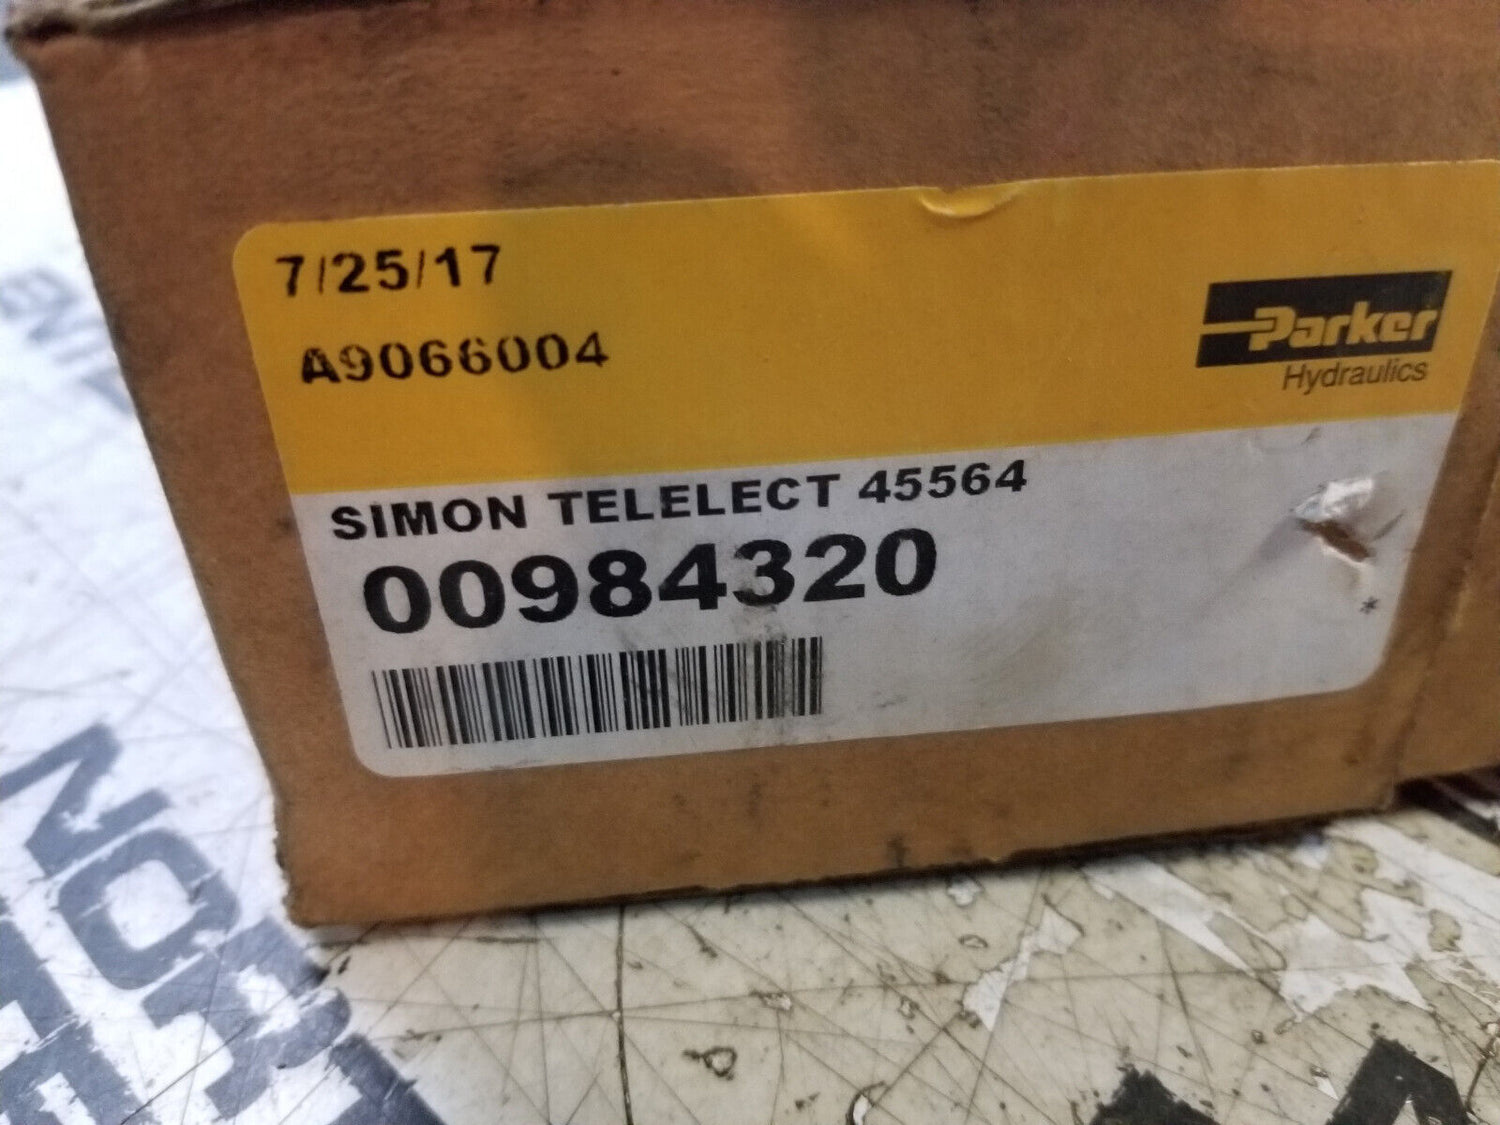 7/25/17
A9066004
Parker
Hydraulics
SIMON TELELECT 45564
00984320
*